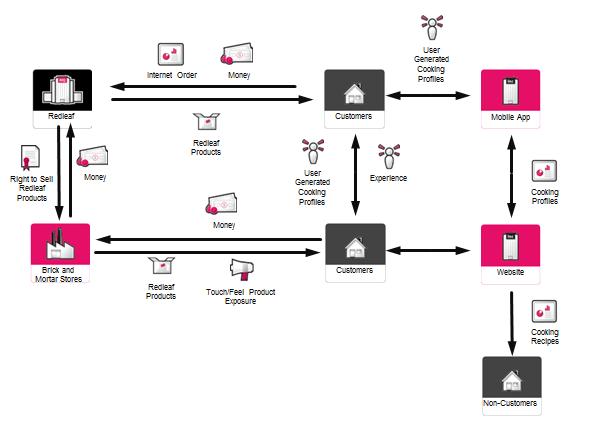 User
Generated
Cooking
Profiles
Internet Order
Money
Redleaf
Customers
Mobile App
Redleaf
Products
Right to Sell
Redleaf
Products
Money
User
Generated
Cooking
Profiles
Experience
Cooking
Profiles
Money
Brick and
Mortar Stores
Customers
Website
Redleaf
Products
Touch/Feel Product
Exposure
Cooking
Recipes
Non-Customers